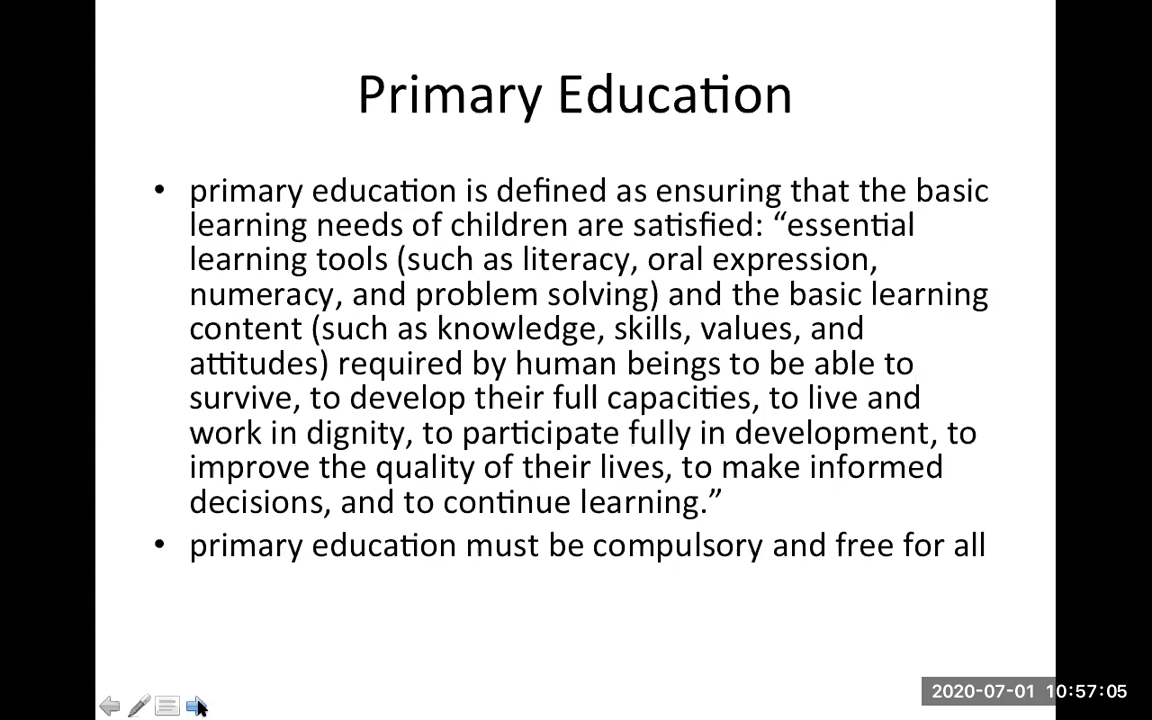 Primary Education
• primary education is defined as ensuring that the basic
learning needs of children are satisfied: “essential
learning tools (such as literacy, oral expression,
numeracy, and problem solving) and the basic learning
content (such as knowledge, skills, values, and
attitudes) required by human beings to be able to
survive, to develop their full capacities, to live and
work in dignity, to participate fully in development, to
improve the quality of their lives, to make informed
decisions, and to continue learning.”
• primary education must be compulsory and free for all
2020-07-01 10:57:05